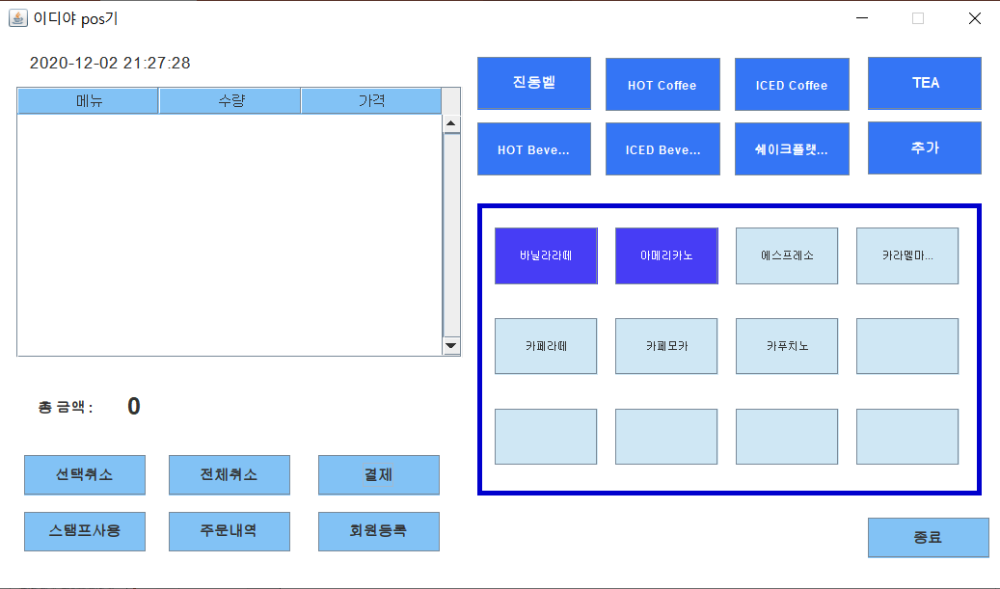 이디야 pos기
2020-12-02 21:27:28
메뉴 수량 가격
총 금액 : 0
선택취소 전체취소 결제
스탬프사용 주문내역 회원등록
진동벨 HOT Coffee ICED Coffee TEA
HOT Beve... ICED Beve... 쉐이크플랫... 추가
바닐라라떼 아메리카노 에스프레소 카라멜마...
카페라떼 카페모카 카푸치노
종료